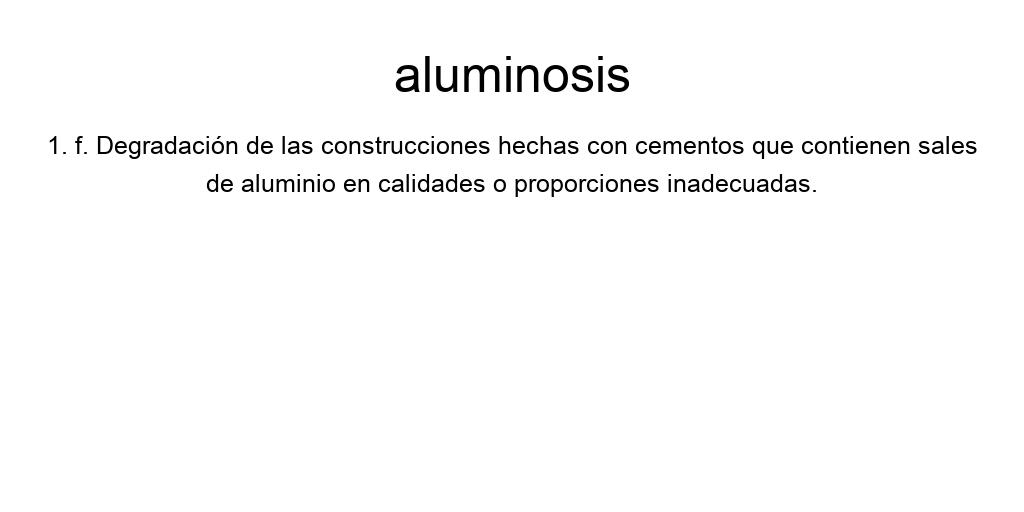 aluminosis
1. f. Degradación de las construcciones hechas con cementos que contienen sales
de aluminio en calidades o proporciones inadecuadas.